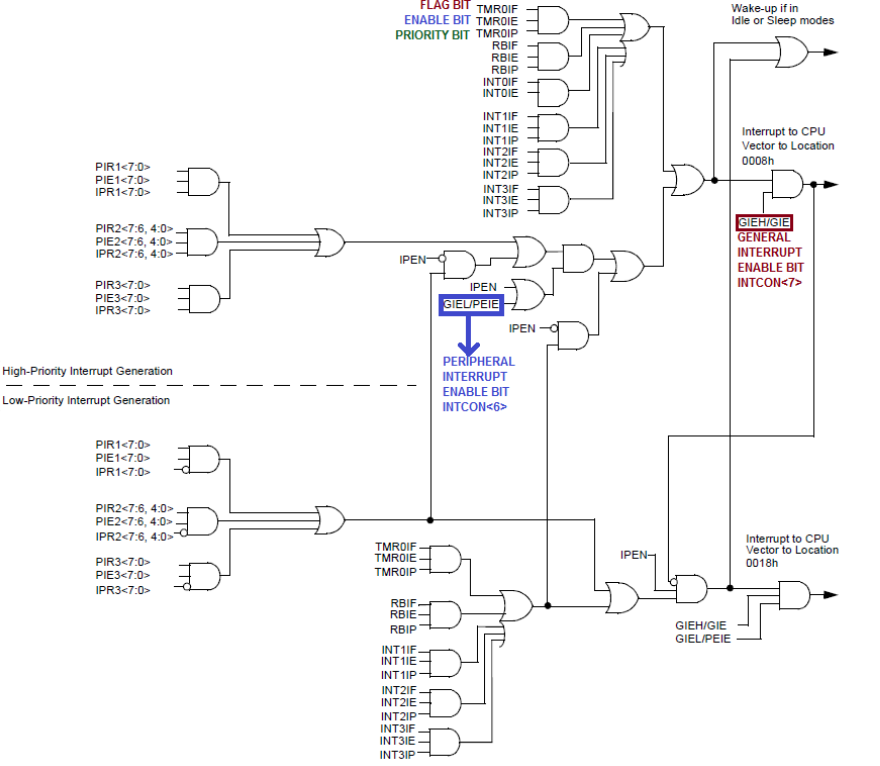 FLAG BIT
ENABLE BIT
PRIORITY BIT
TMR0IF
TMR0IE
TMR0IP
RBIF
RBIE
RBIP
INT0IF
INT0IE
INT1IF
INT1IE
INT1IP
INT2IF
INT2IE
INT2IP
INT3IF
INT3IE
INT3IP
Wake-up if in
Idle or Sleep modes
Interrupt to CPU
Vector to Location
0008h
GIEH/GIE
GENERAL
INTERRUPT
ENABLE BIT
INTCON<7>
PIR1<7:0>
PIE1<7:0>
IPR1<7:0>
PIR2<7:6, 4:0>
PIE2<7:6, 4:0>
IPR2<7:6, 4:0>
PIR3<7:0>
PIE3<7:0>
IPR3<7:0>
IPEN
IPEN
GIEL/PEIE
IPEN
PERIPHERAL
INTERRUPT
ENABLE BIT
INTCON<6>
High-Priority Interrupt Generation
Low-Priority Interrupt Generation
PIR1<7:0>
PIE1<7:0>
IPR1<7:0>
PIR2<7:6, 4:0>
PIE2<7:6, 4:0>
IPR2<7:6, 4:0>
PIR3<7:0>
PIE3<7:0>
IPR3<7:0>
TMR0IF
TMR0IE
TMR0IP
RBIF
RBIE
RBIP
INT1IF
INT1IE
INT1IP
INT2IF
INT2IE
INT2IP
INT3IF
INT3IE
INT3IP
IPEN
Interrupt to CPU
Vector to Location
0018h
GIEH/GIE
GIEL/PEIE